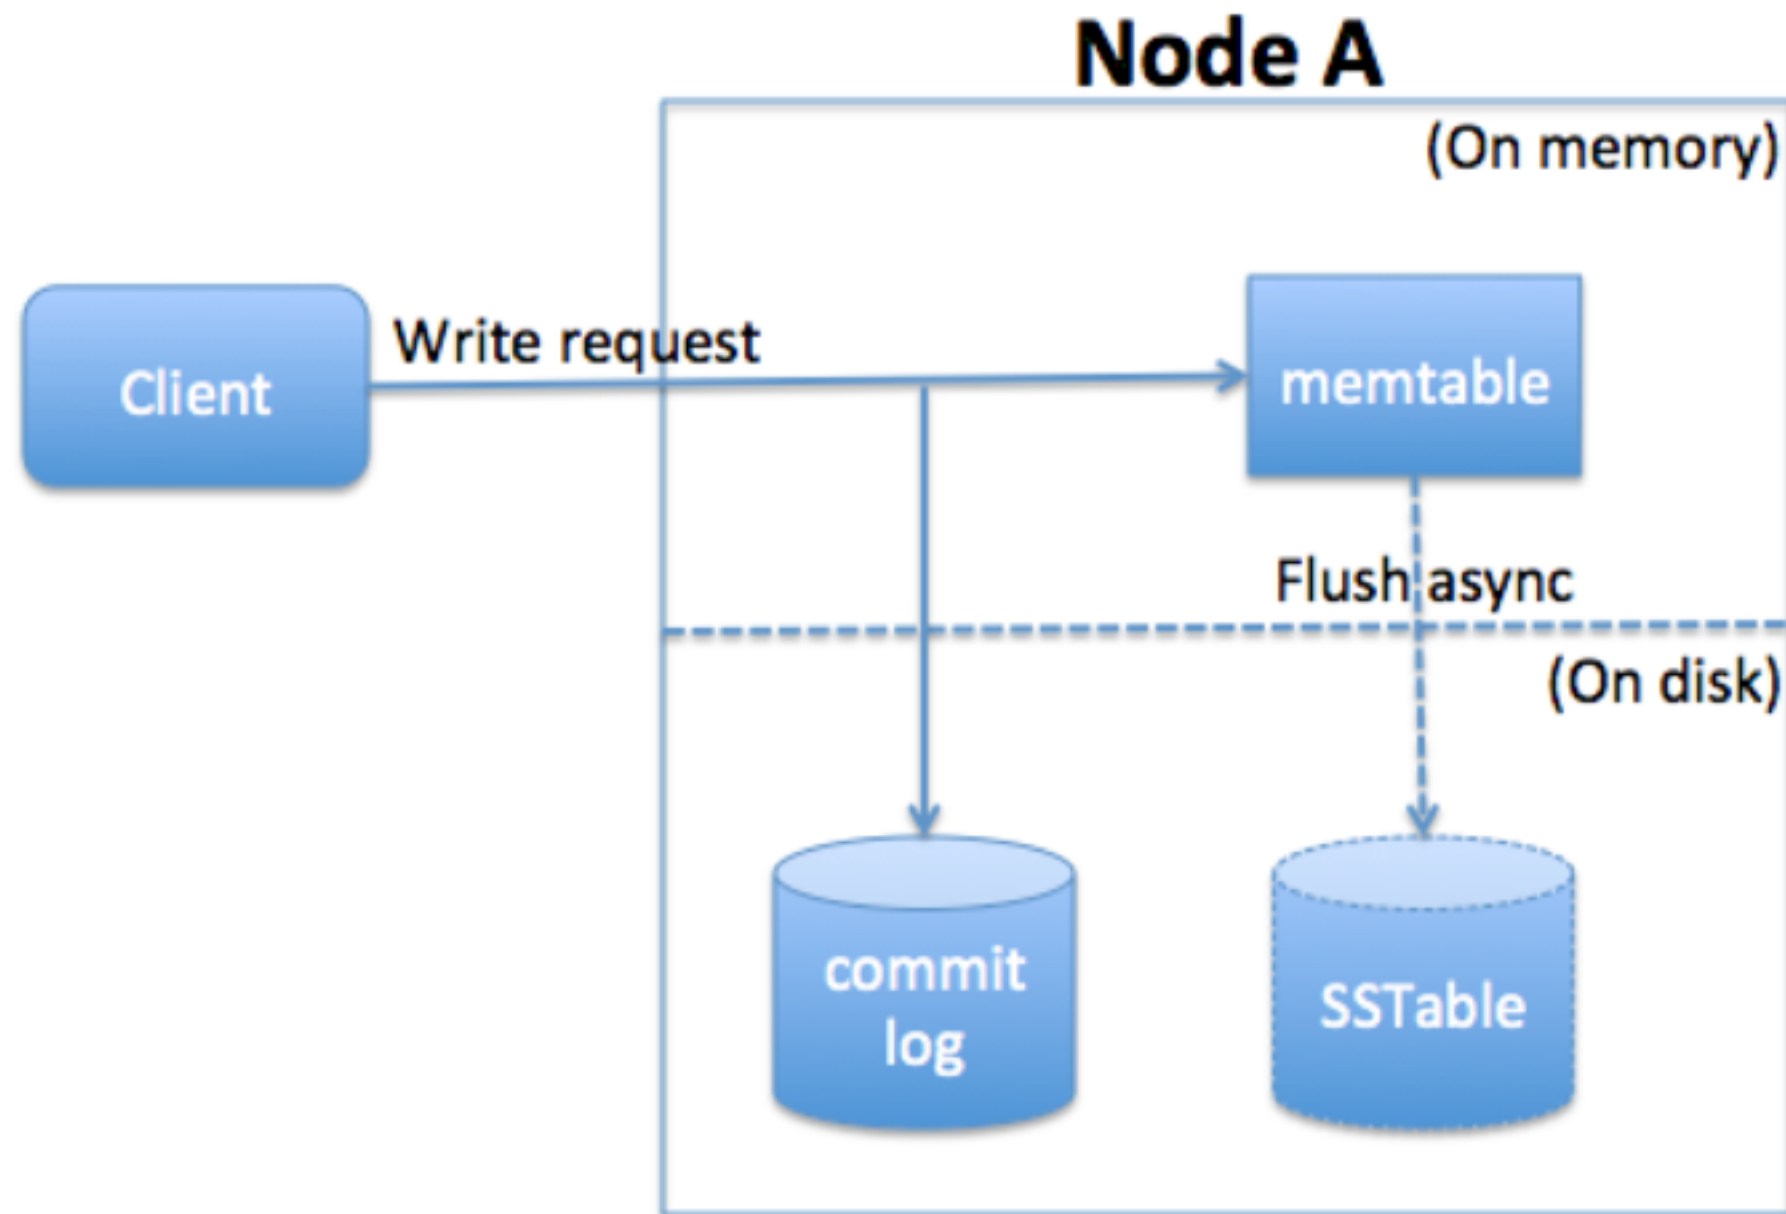 Node A
(On memory)
Write request
Client
memtable
Flush async
(On disk)
commit
log
SSTable